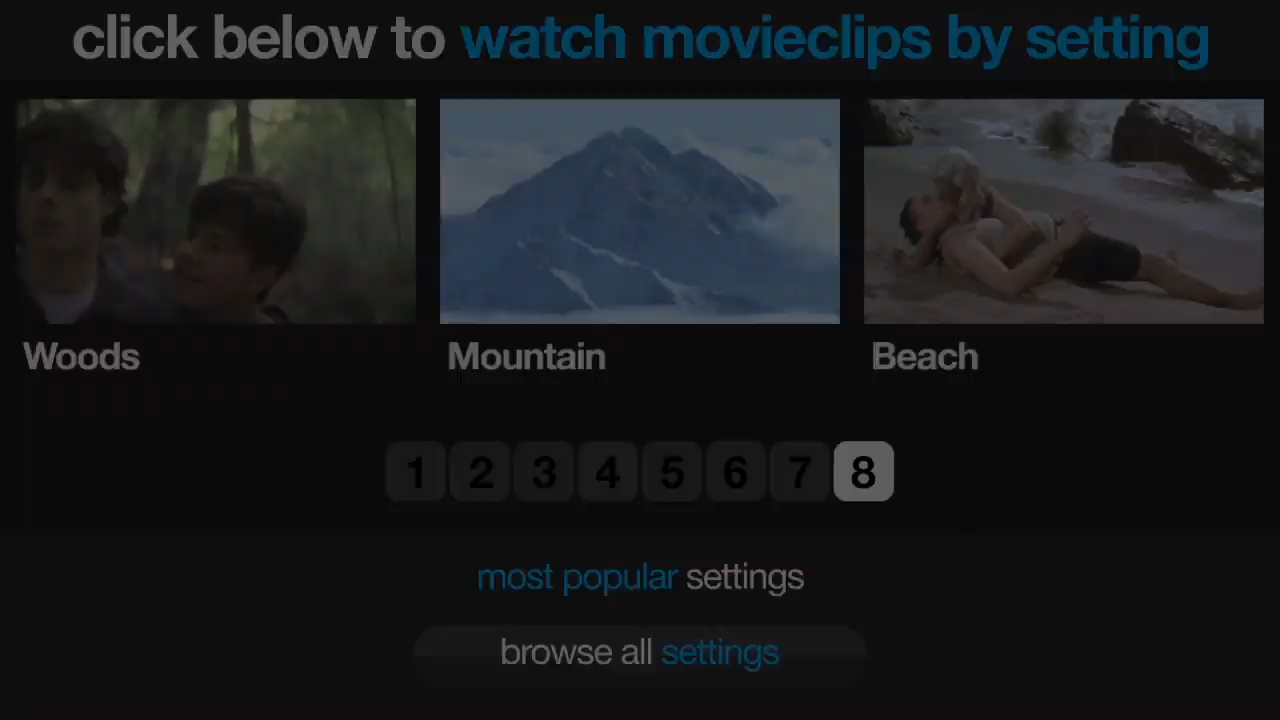 click below to watch movieclips by setting
Woods Mountain Beach
1 2 3 4 5 6 7 8
most popular settings
browse all settings